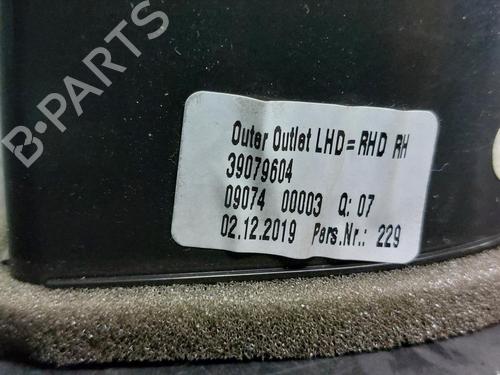 B-PARTS
Outer Outlet LHD=RHD RH
39079604
09074 00003 Q: 07
02.12.2019 Pers.Nr.: 229